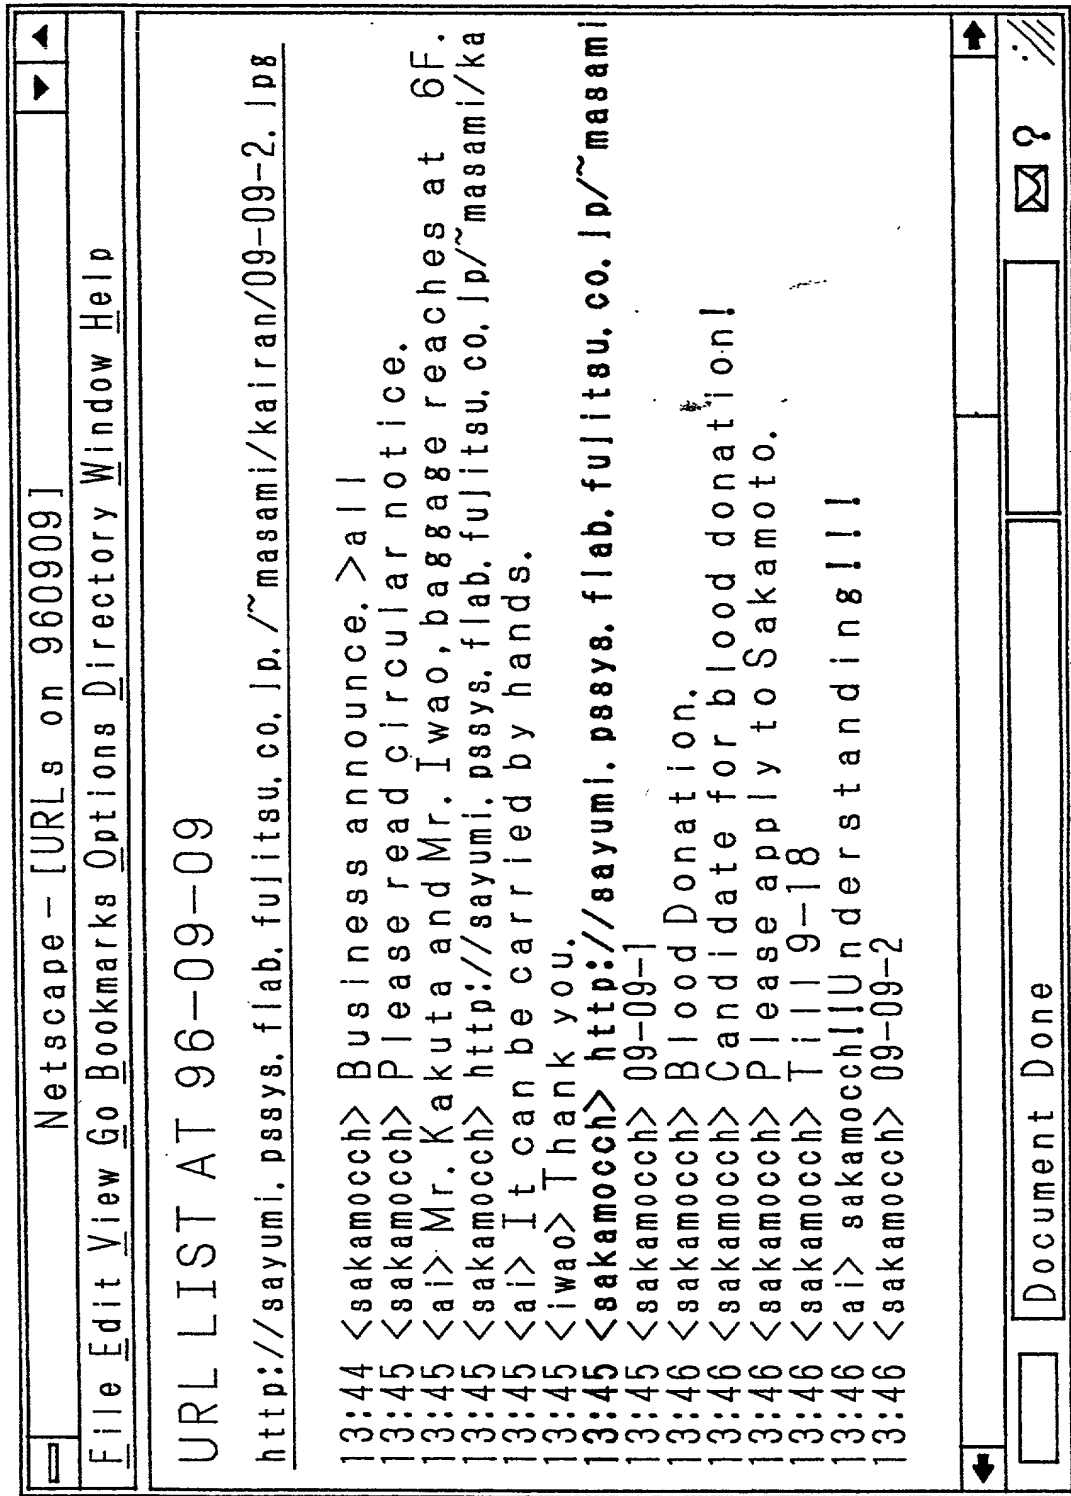 Netscape — [URLs on 960909]
File Edit View Go Bookmarks Options Directory Window Help
URL LIST AT 96-09-09
http://sayumi.pssys.flab.fujitsu.co.jp./~masami/kairan/09-09-2.jpg
13:44 <sakamocch> Business announce.>all
13:45 <sakamocch> Please read circular notice.
13:45 <ai> Mr. Kakuta and Mr. Iwao, baggage reaches at 6F.
13:45 <sakamocch> http://sayumi.pssys.flab.fujitsu.co.jp/~masami/ka
13:45 <ai> It can be carried by hands.
13:45 <iwao> Thank you.
13:45 <sakamocch> http://sayumi.pssys.flab.fujitsu.co.jp/~masami
13:45 <sakamocch> 09-09-1
13:46 <sakamocch> Blood Donation.
13:46 <sakamocch> Candidate for blood donation!
13:46 <sakamocch> Please apply to Sakamoto.
13:46 <sakamocch> Till 9-18
13:46 <ai> sakamocch!!Understanding!!!
13:46 <sakamocch> 09-09-2
Document Done
?